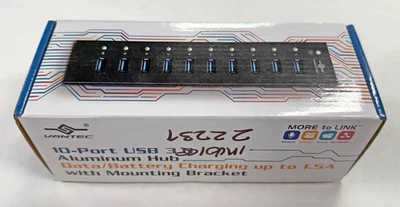 VANTEC
MORE to LINK
22231
10-Port USB 3
Aluminum Hub
Data/Battery Charging up to 1.5A
with Mounting Bracket